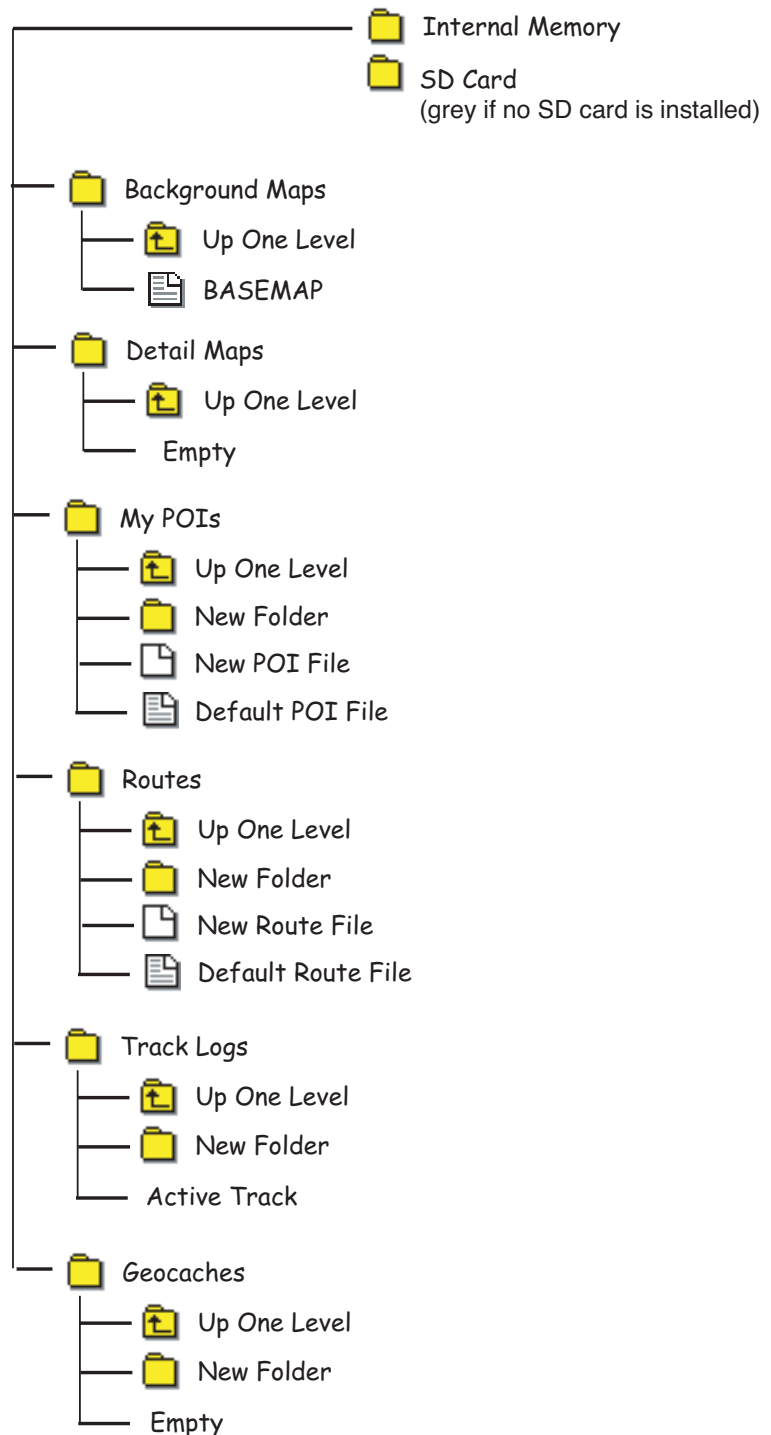 Internal Memory
SD Card
(grey if no SD card is installed)
Background Maps
Up One Level
BASEMAP
Detail Maps
Up One Level
Empty
My POIs
Up One Level
New Folder
New POI File
Default POI File
Routes
Up One Level
New Folder
New Route File
Default Route File
Track Logs
Up One Level
New Folder
Active Track
Geocaches
Up One Level
New Folder
Empty